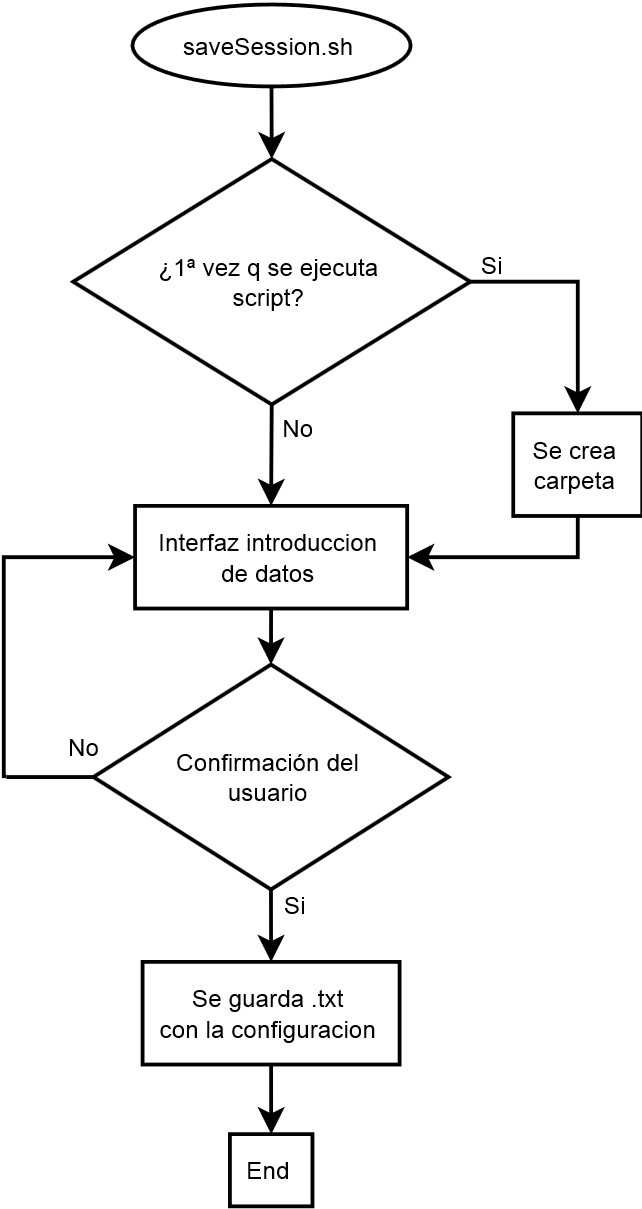 saveSession.sh
¿1ª vez q se ejecuta
script?
Si
No
Se crea
carpeta
Interfaz introduccion
de datos
No
Confirmación del
usuario
Si
Se guarda .txt
con la configuracion
End